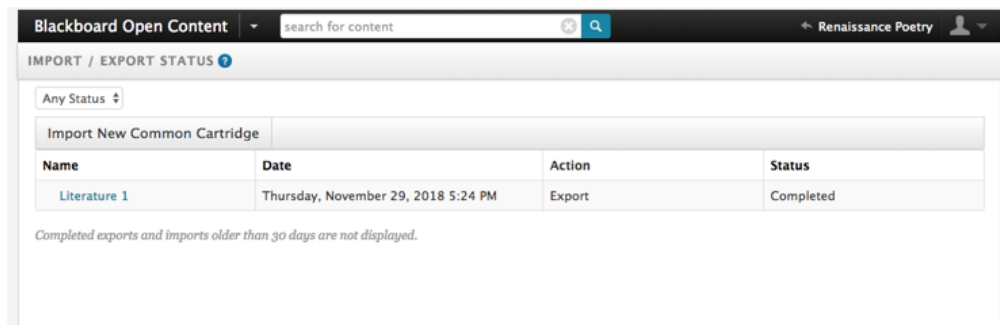 Blackboard Open Content search for content Renaissance Poetry
IMPORT / EXPORT STATUS ?
Any Status
Import New Common Cartridge
Name Date Action Status
Literature 1 Thursday, November 29, 2018 5:24 PM Export Completed
Completed exports and imports older than 30 days are not displayed.